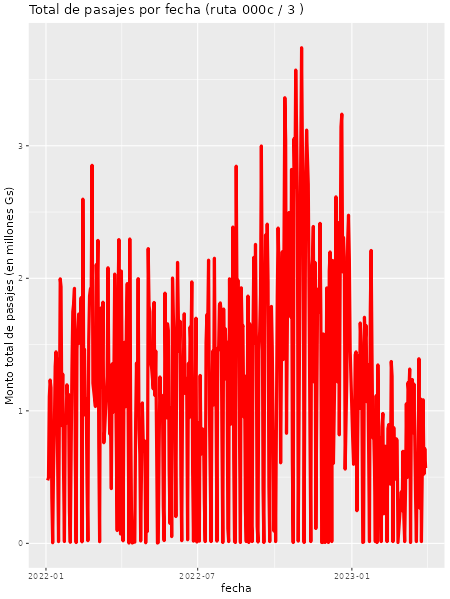 Total de pasajes por fecha (ruta 000c / 3 )
Monto total de pasajes (en millones Gs)
3
2
1
0
2022-01
2022-07
2023-01
fecha